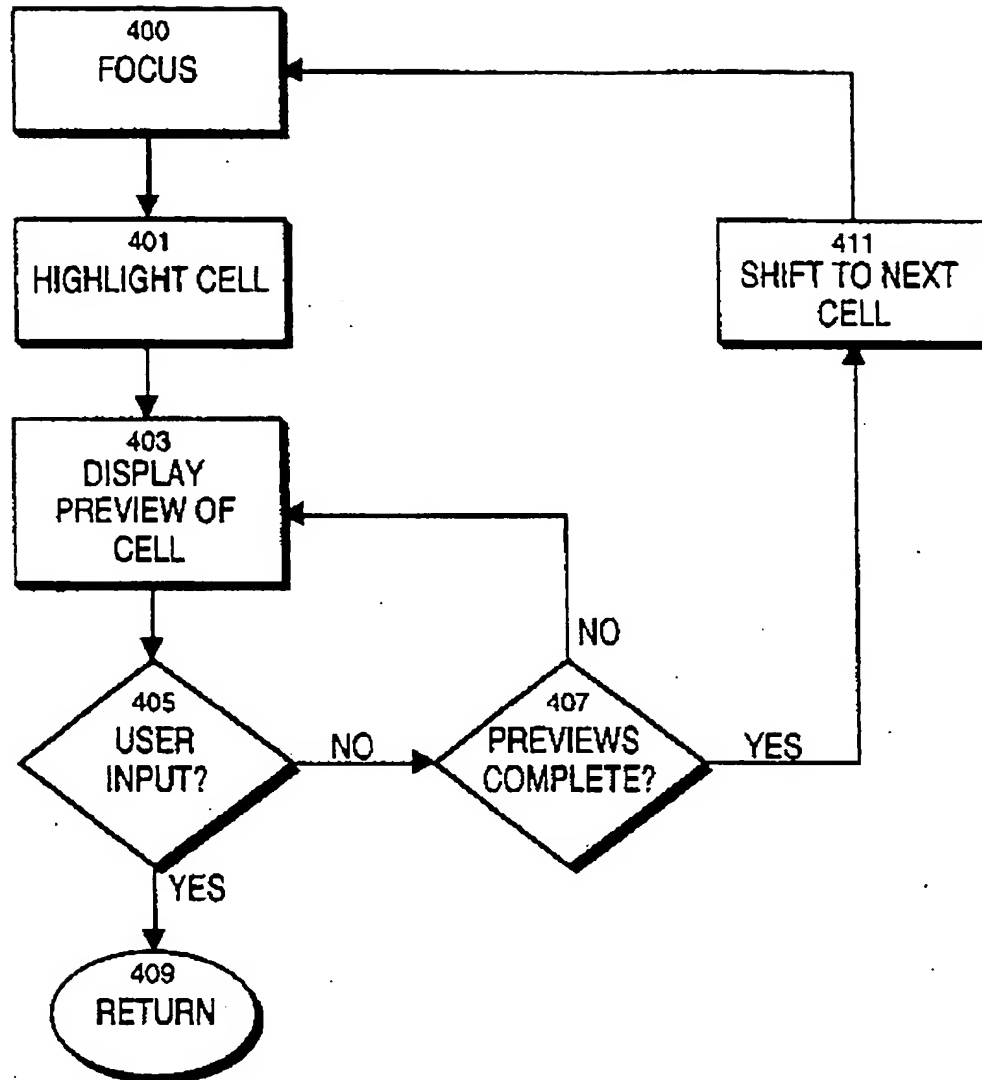 400
FOCUS
401
HIGHLIGHT CELL
411
SHIFT TO NEXT
CELL
403
DISPLAY
PREVIEW OF
CELL
NO
405
USER
INPUT?
NO
407
PREVIEWS
COMPLETE?
YES
YES
409
RETURN